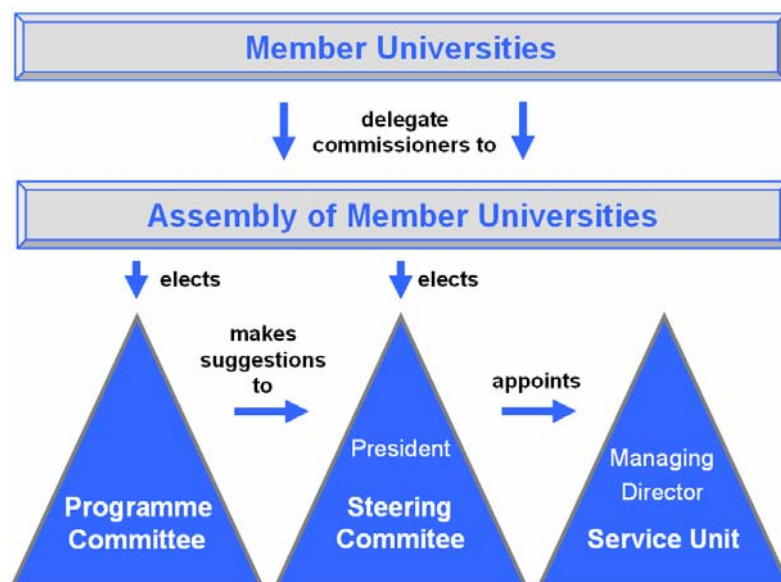 Member Universities
delegate
commissioners to
Assembly of Member Universities
elects
elects
makes
suggestions
to
appoints
Programme
Committee
President
Steering
Commitee
Managing
Director
Service Unit